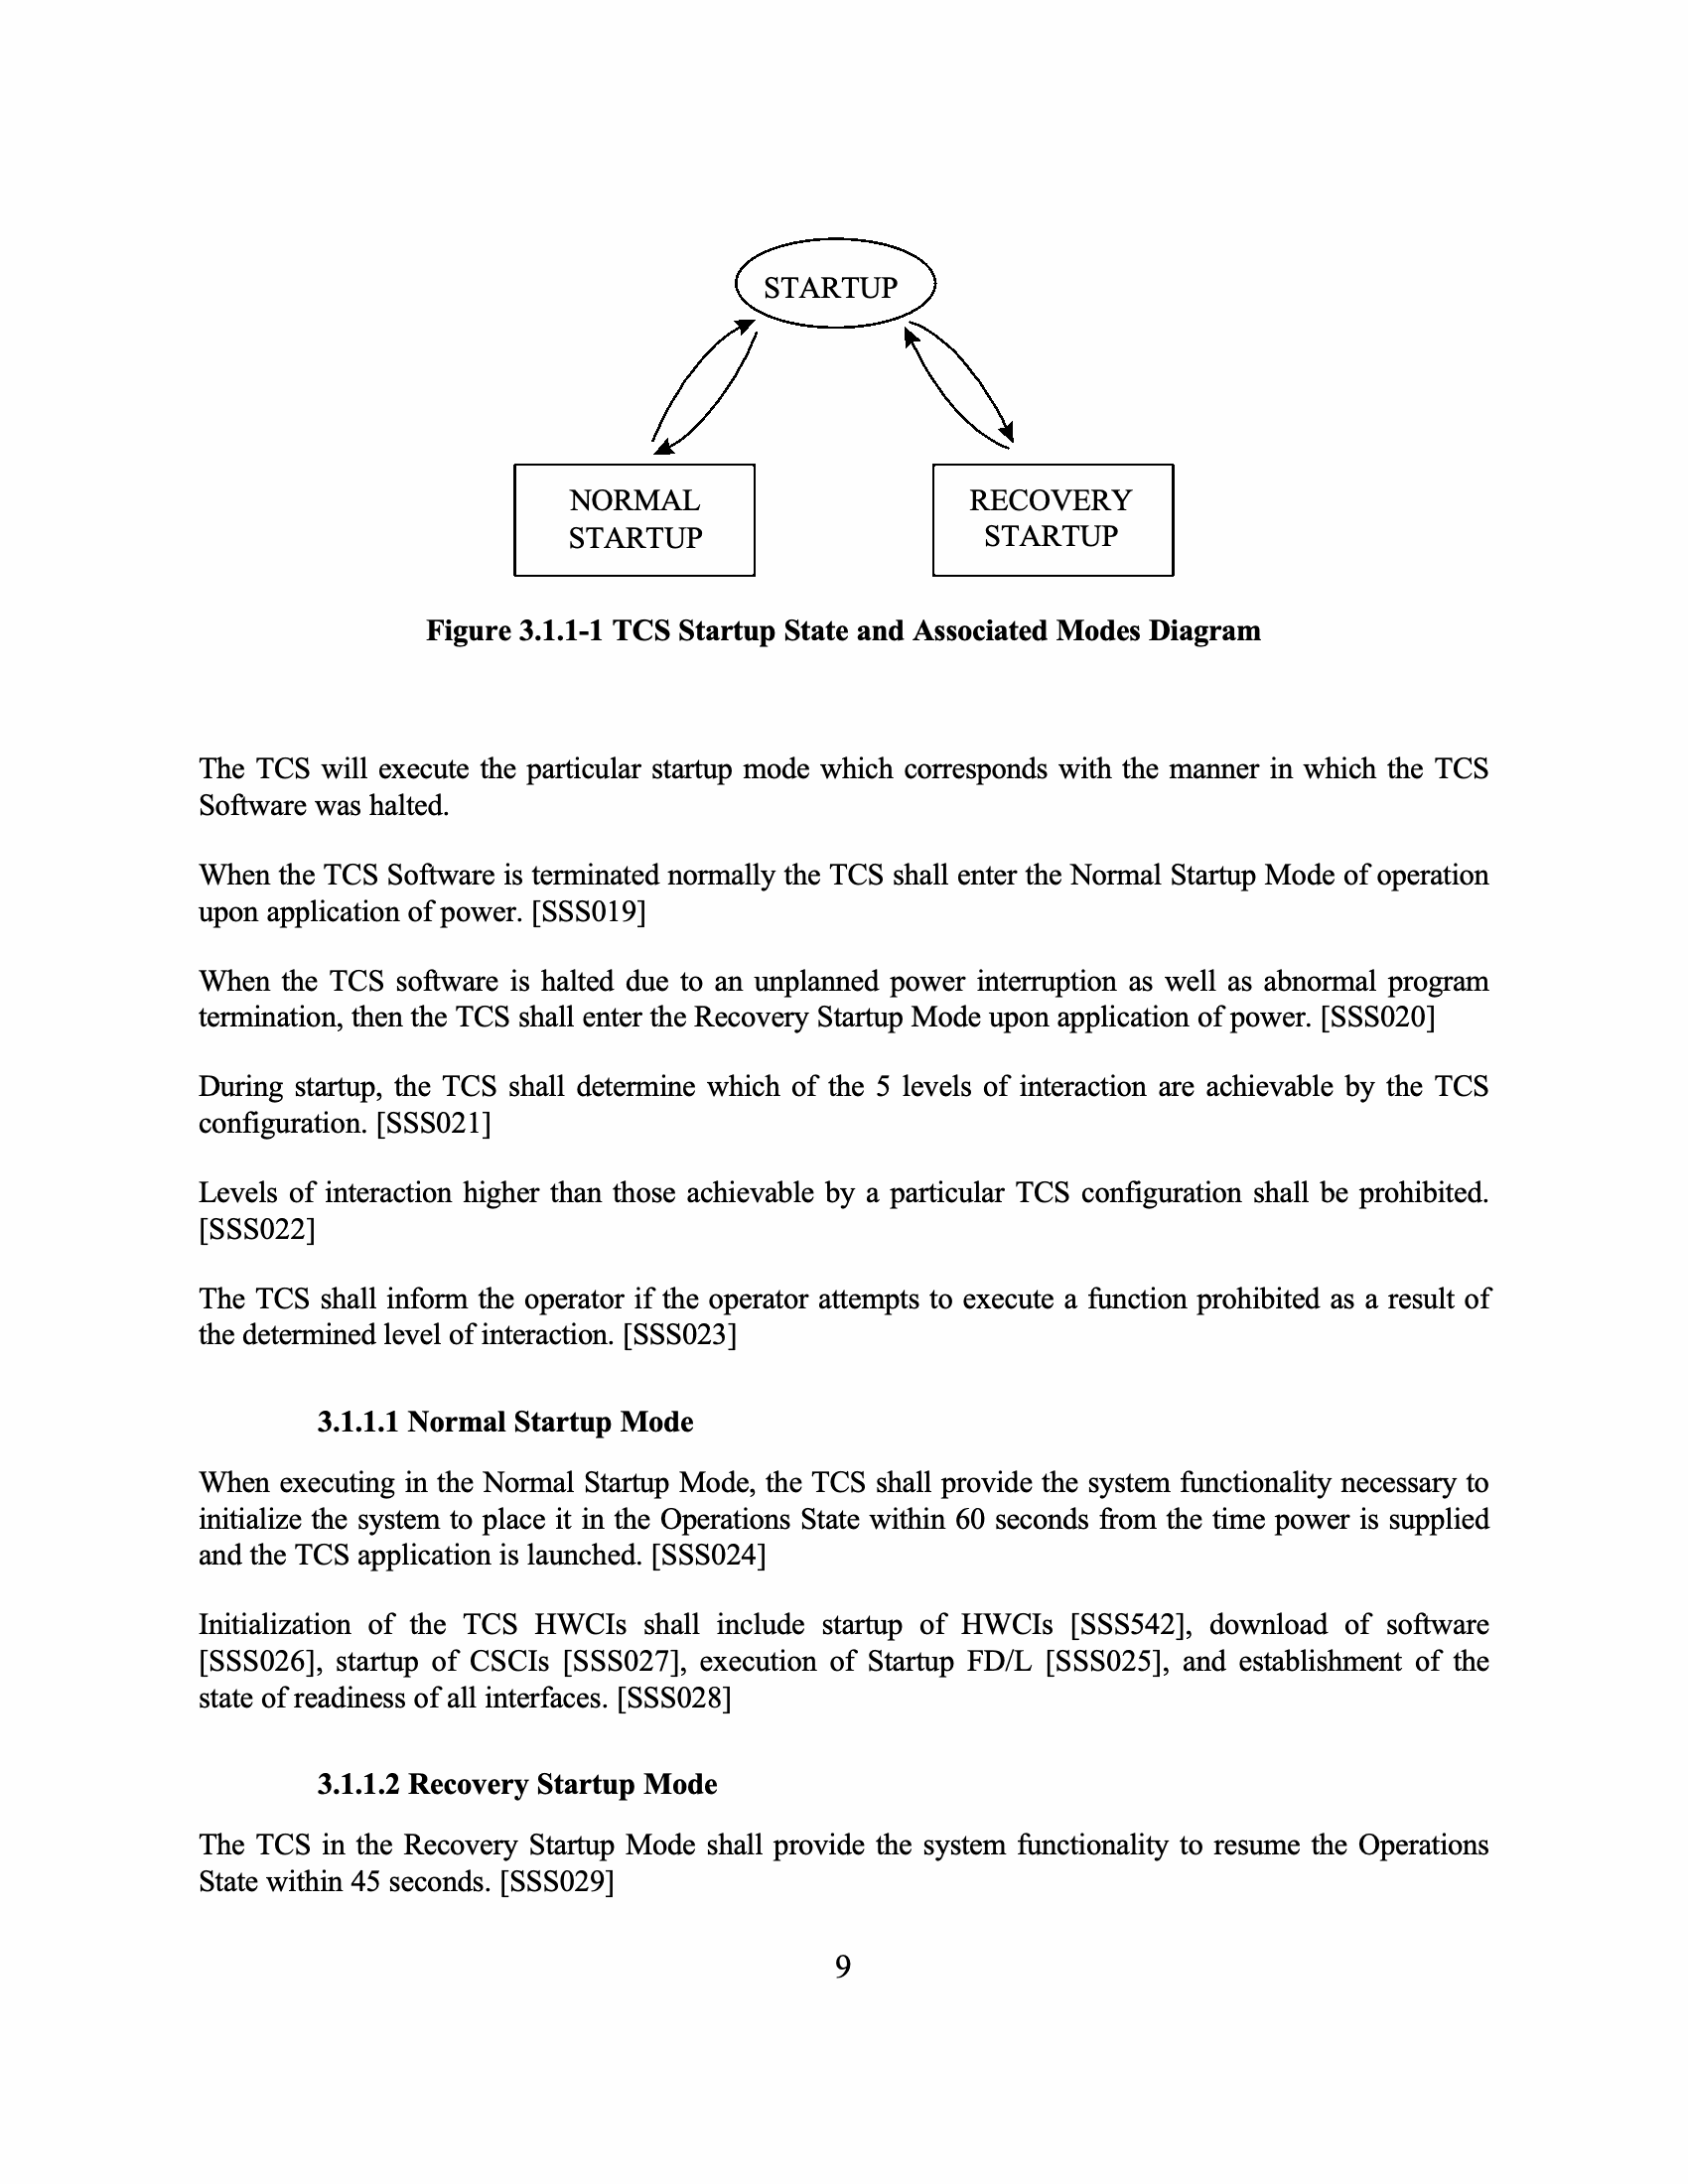 STARTUP
NORMAL
STARTUP
RECOVERY
STARTUP
Figure 3.1.1-1 TCS Startup State and Associated Modes Diagram
The TCS will execute the particular startup mode which corresponds with the manner in which the TCS
Software was halted.
When the TCS Software is terminated normally the TCS shall enter the Normal Startup Mode of operation
upon application of power. [SSS019]
When the TCS software is halted due to an unplanned power interruption as well as abnormal program
termination, then the TCS shall enter the Recovery Startup Mode upon application of power. [SSS020]
During startup, the TCS shall determine which of the 5 levels of interaction are achievable by the TCS
configuration. [SSS021]
Levels of interaction higher than those achievable by a particular TCS configuration shall be prohibited.
[SSS022]
The TCS shall inform the operator if the operator attempts to execute a function prohibited as a result of
the determined level of interaction. [SSS023]
3.1.1.1 Normal Startup Mode
When executing in the Normal Startup Mode, the TCS shall provide the system functionality necessary to
initialize the system to place it in the Operations State within 60 seconds from the time power is supplied
and the TCS application is launched. [SSS024]
Initialization of the TCS HWCIs shall include startup of HWCIs [SSS542], download of software
[SSS026], startup of CSCIs [SSS027], execution of Startup FD/L [SSS025], and establishment of the
state of readiness of all interfaces. [SSS028]
3.1.1.2 Recovery Startup Mode
The TCS in the Recovery Startup Mode shall provide the system functionality to resume the Operations
State within 45 seconds. [SSS029]
9